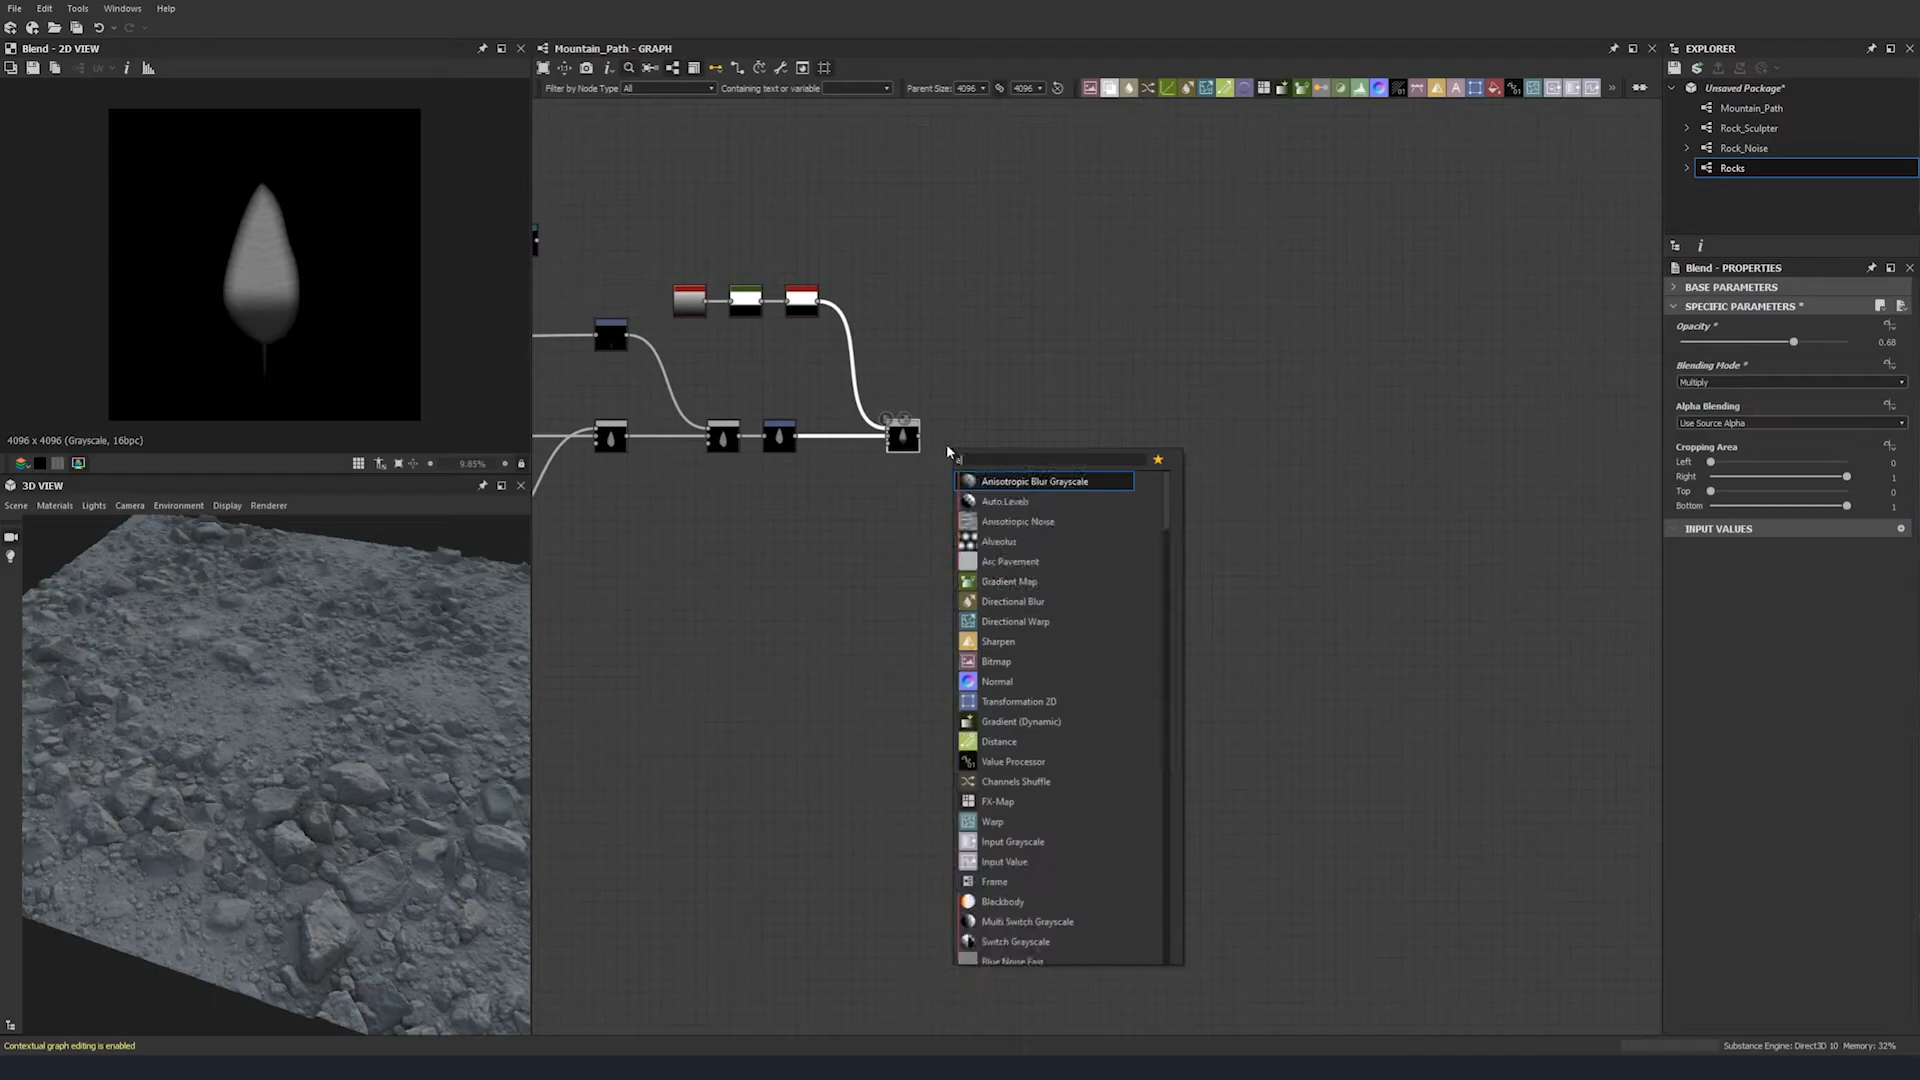 File Edit Tools Windows Help
Blend - 2D VIEW
UV
4096 x 4096 (Grayscale, 16bpc)
9.85%
3D VIEW
Scene Materials Lights Camera Environment Display Renderer
Contextual graph editing is enabled
Mountain_Path - GRAPH
Filter by Node Type All Containing text or variable Parent Size: 4096 4096
a
Anisotropic Blur Grayscale
Auto Levels
Anisotropic Noise
Alveolus
Arc Pavement
Gradient Map
Directional Blur
Directional Warp
Sharpen
Bitmap
Normal
Transformation 2D
Gradient (Dynamic)
Distance
Value Processor
Channels Shuffle
FX-Map
Warp
Input Grayscale
Input Value
Frame
Blackbody
Multi Switch Grayscale
Switch Grayscale
Blue Noise Fast
EXPLORER
Unsaved Package*
Mountain_Path
Rock_Sculpter
Rock_Noise
Rocks
Blend - PROPERTIES
BASE PARAMETERS
SPECIFIC PARAMETERS *
Opacity *
0.68
Blending Mode *
Multiply
Alpha Blending
Use Source Alpha
Cropping Area
Left 0
Right 1
Top 0
Bottom 1
INPUT VALUES
Substance Engine: Direct3D 10 Memory: 32%